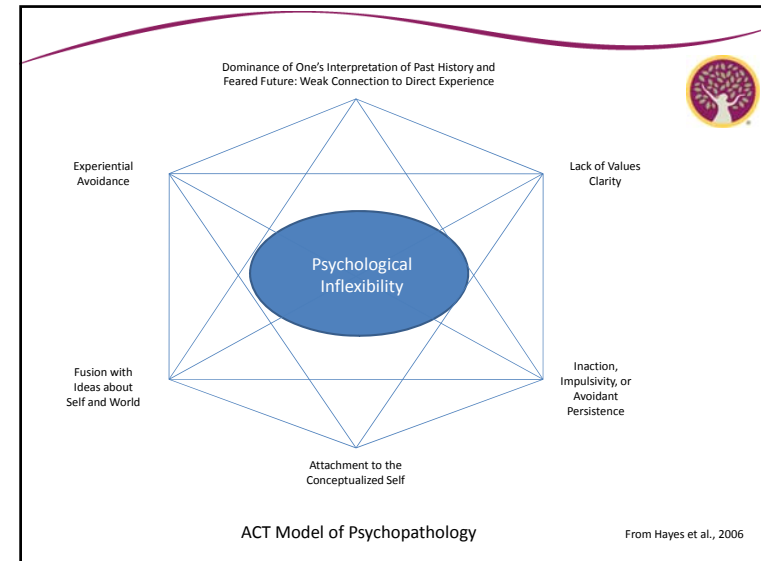 Dominance of One's Interpretation of Past History and
Feared Future: Weak Connection to Direct Experience
Experiential
Avoidance
Lack of Values
Clarity
Psychological
Inflexibility
Fusion with
Ideas about
Self and World
Inaction,
Impulsivity, or
Avoidant
Persistence
Attachment to the
Conceptualized Self
ACT Model of Psychopathology
From Hayes et al., 2006